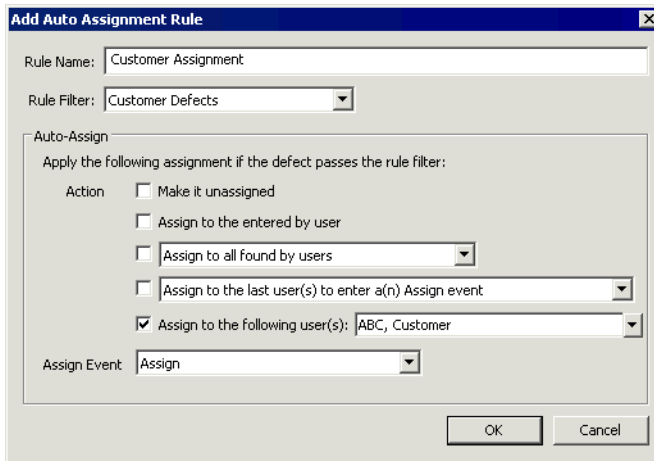 Add Auto Assignment Rule
Rule Name: Customer Assignment
Rule Filter: Customer Defects
Auto-Assign
Apply the following assignment if the defect passes the rule filter:
Action Make it unassigned
Assign to the entered by user
Assign to all found by users
Assign to the last user(s) to enter a(n) Assign event
Assign to the following user(s): ABC, Customer
Assign Event Assign
OK Cancel